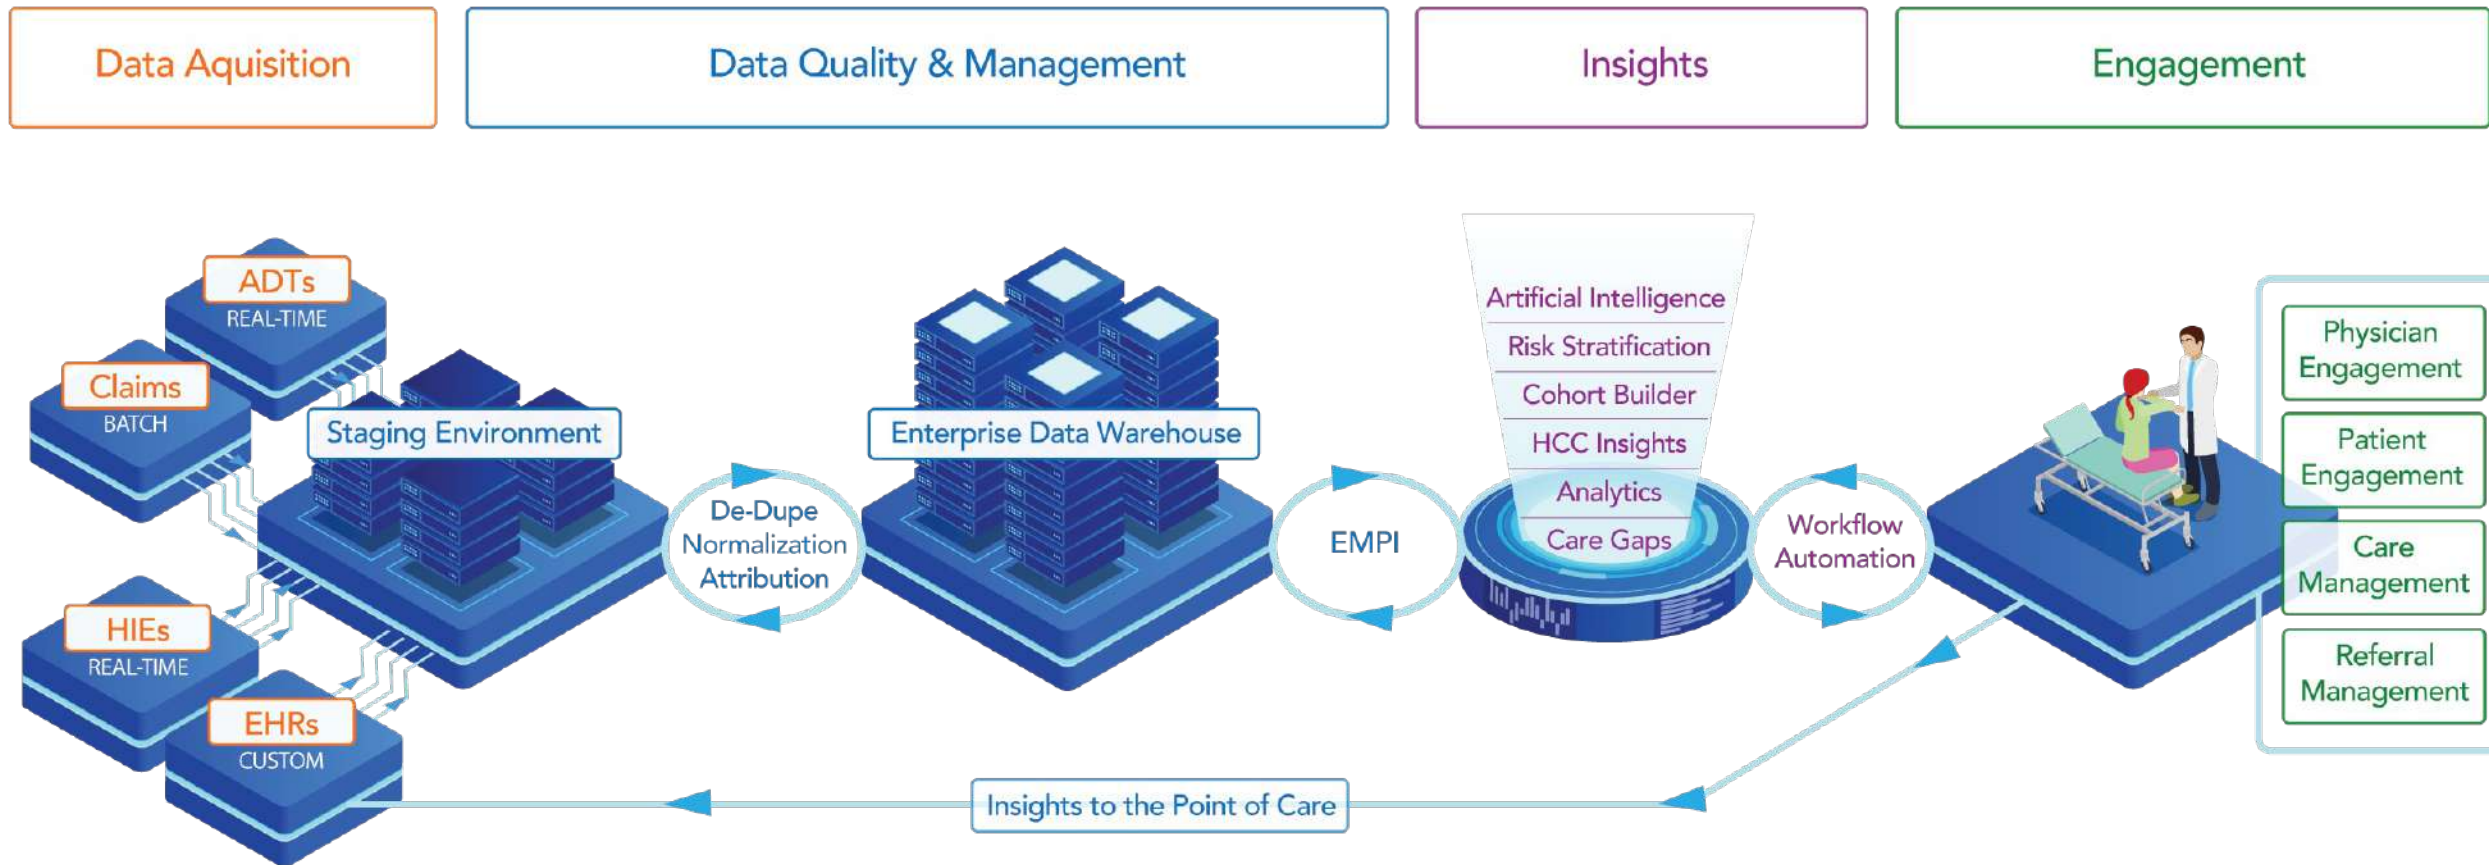 Data Aquisition
Data Quality & Management
Insights
Engagement
ADTs
REAL-TIME
Claims
BATCH
HIEs
REAL-TIME
EHRs
CUSTOM
Staging Environment
De-Dupe
Normalization
Attribution
Enterprise Data Warehouse
EMPI
Artificial Intelligence
Risk Stratification
Cohort Builder
HCC Insights
Analytics
Care Gaps
Workflow
Automation
Physician
Engagement
Patient
Engagement
Care
Management
Referral
Management
Insights to the Point of Care